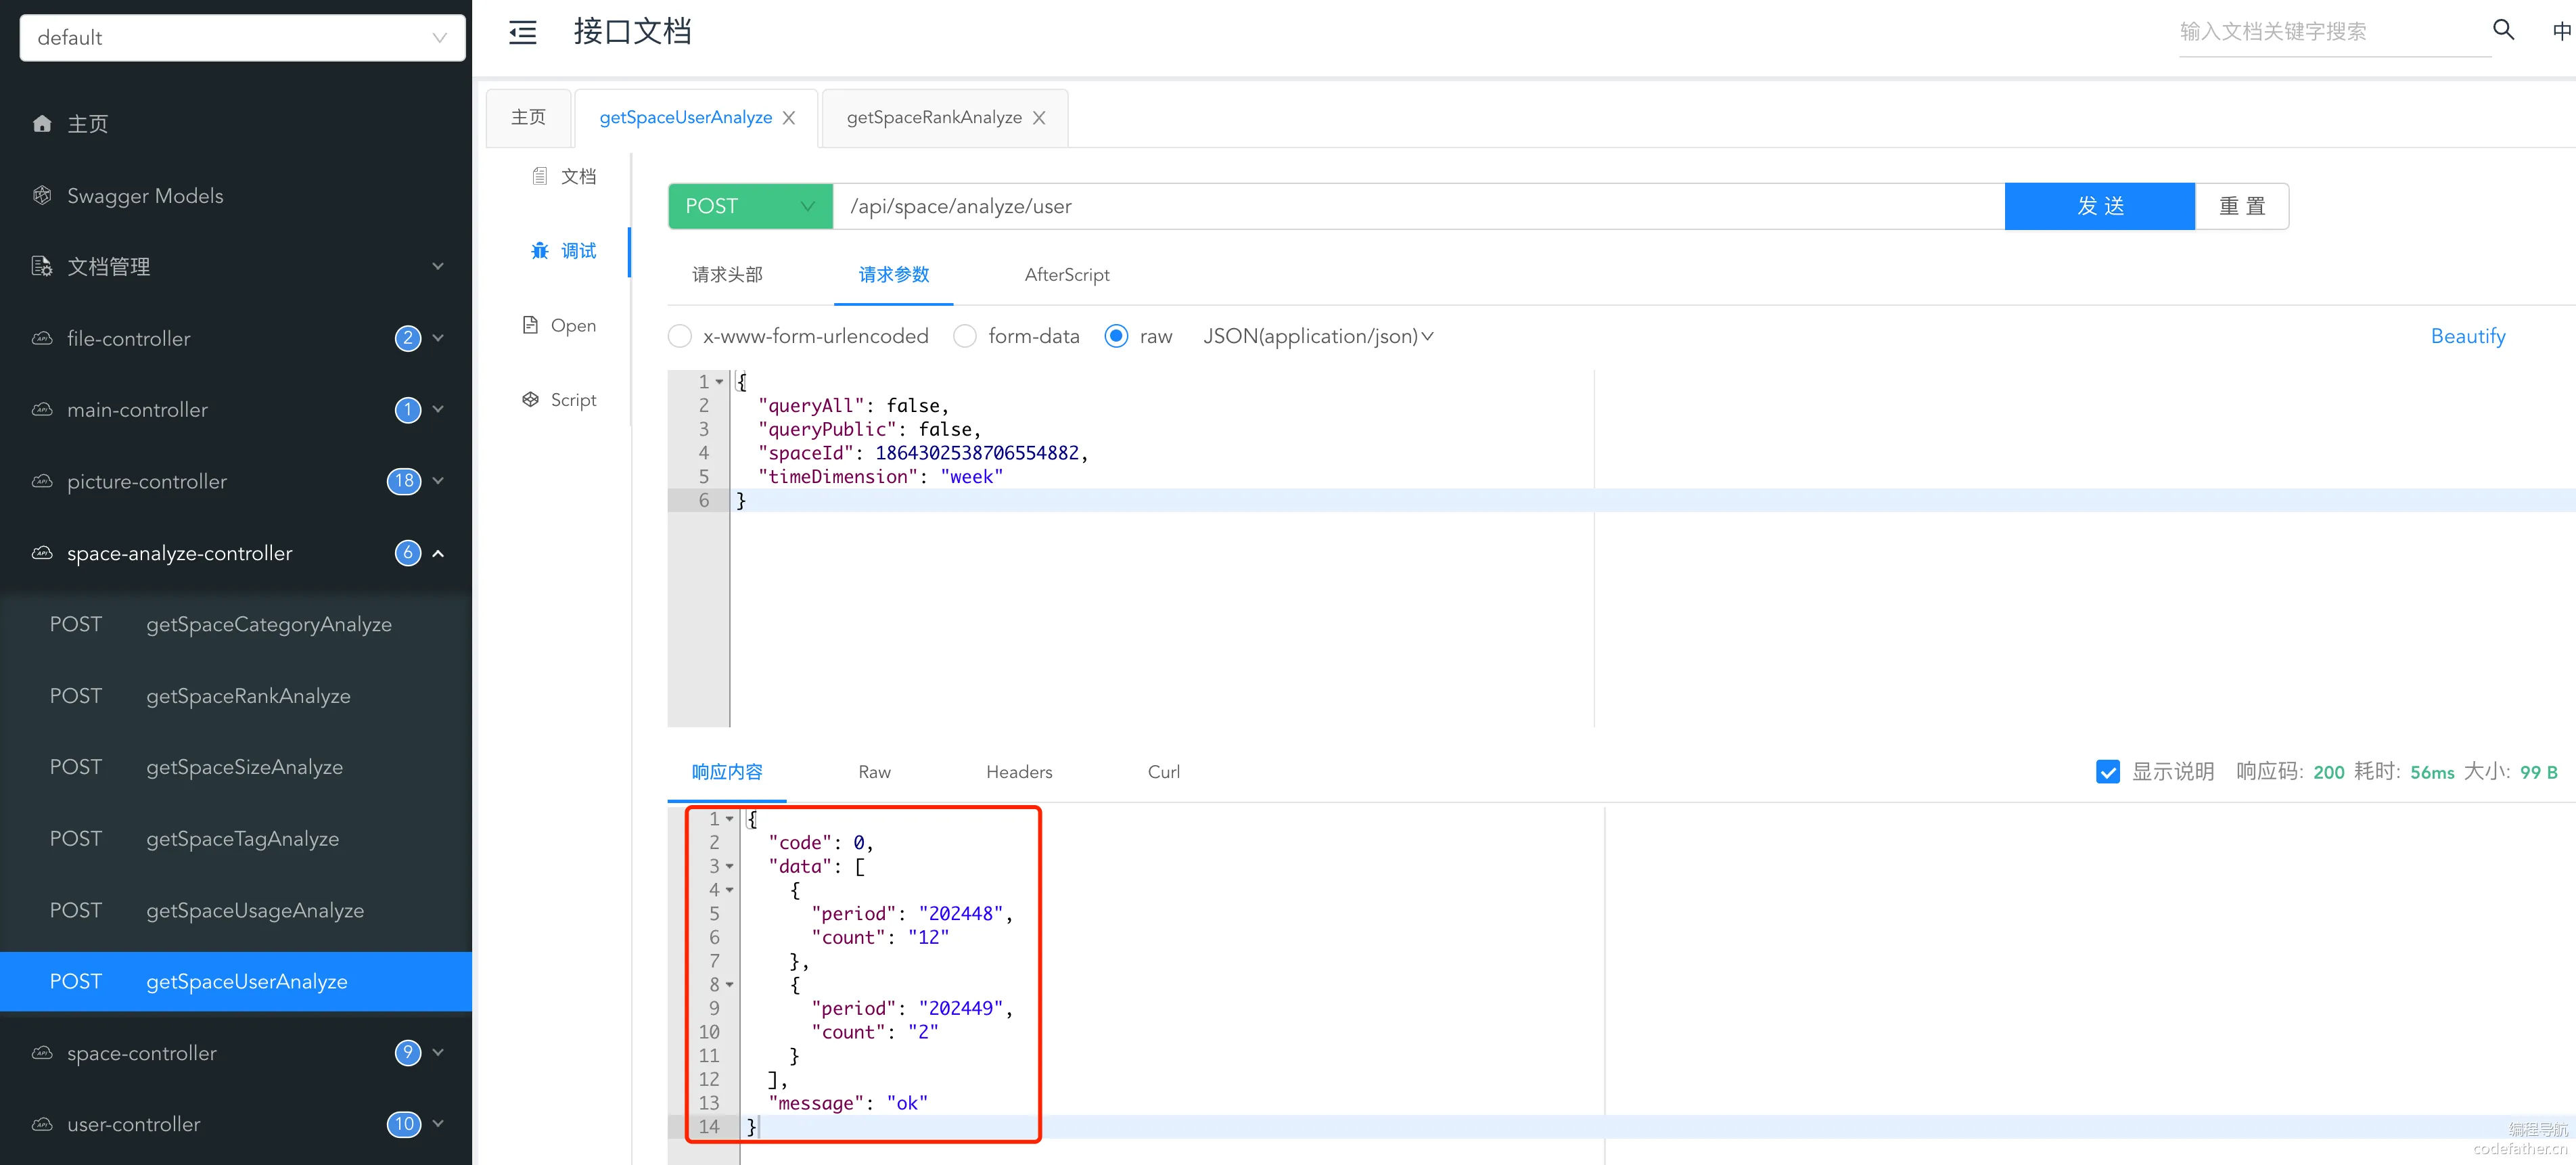 default
主页
Swagger Models
文档管理
file-controller 2
main-controller 1
picture-controller 18
space-analyze-controller 6
POST getSpaceCategoryAnalyze
POST getSpaceRankAnalyze
POST getSpaceSizeAnalyze
POST getSpaceTagAnalyze
POST getSpaceUsageAnalyze
POST getSpaceUserAnalyze
space-controller 9
user-controller 10
接口文档
输入文档关键字搜索
中
主页 getSpaceUserAnalyze getSpaceRankAnalyze
文档
调试
Open
Script
POST /api/space/analyze/user 发 送 重 置
请求头部 请求参数 AfterScript
x-www-form-urlencoded form-data raw JSON(application/json) Beautify
1 {
2 "queryAll": false,
3 "queryPublic": false,
4 "spaceId": 1864302538706554882,
5 "timeDimension": "week"
6 }
响应内容 Raw Headers Curl 显示说明 响应码: 200 耗时: 56ms 大小: 99 B
1 {
2 "code": 0,
3 "data": [
4 {
5 "period": "202448",
6 "count": "12"
7 },
8 {
9 "period": "202449",
10 "count": "2"
11 }
12 ],
13 "message": "ok"
14 }
编程导航
codefather.cn